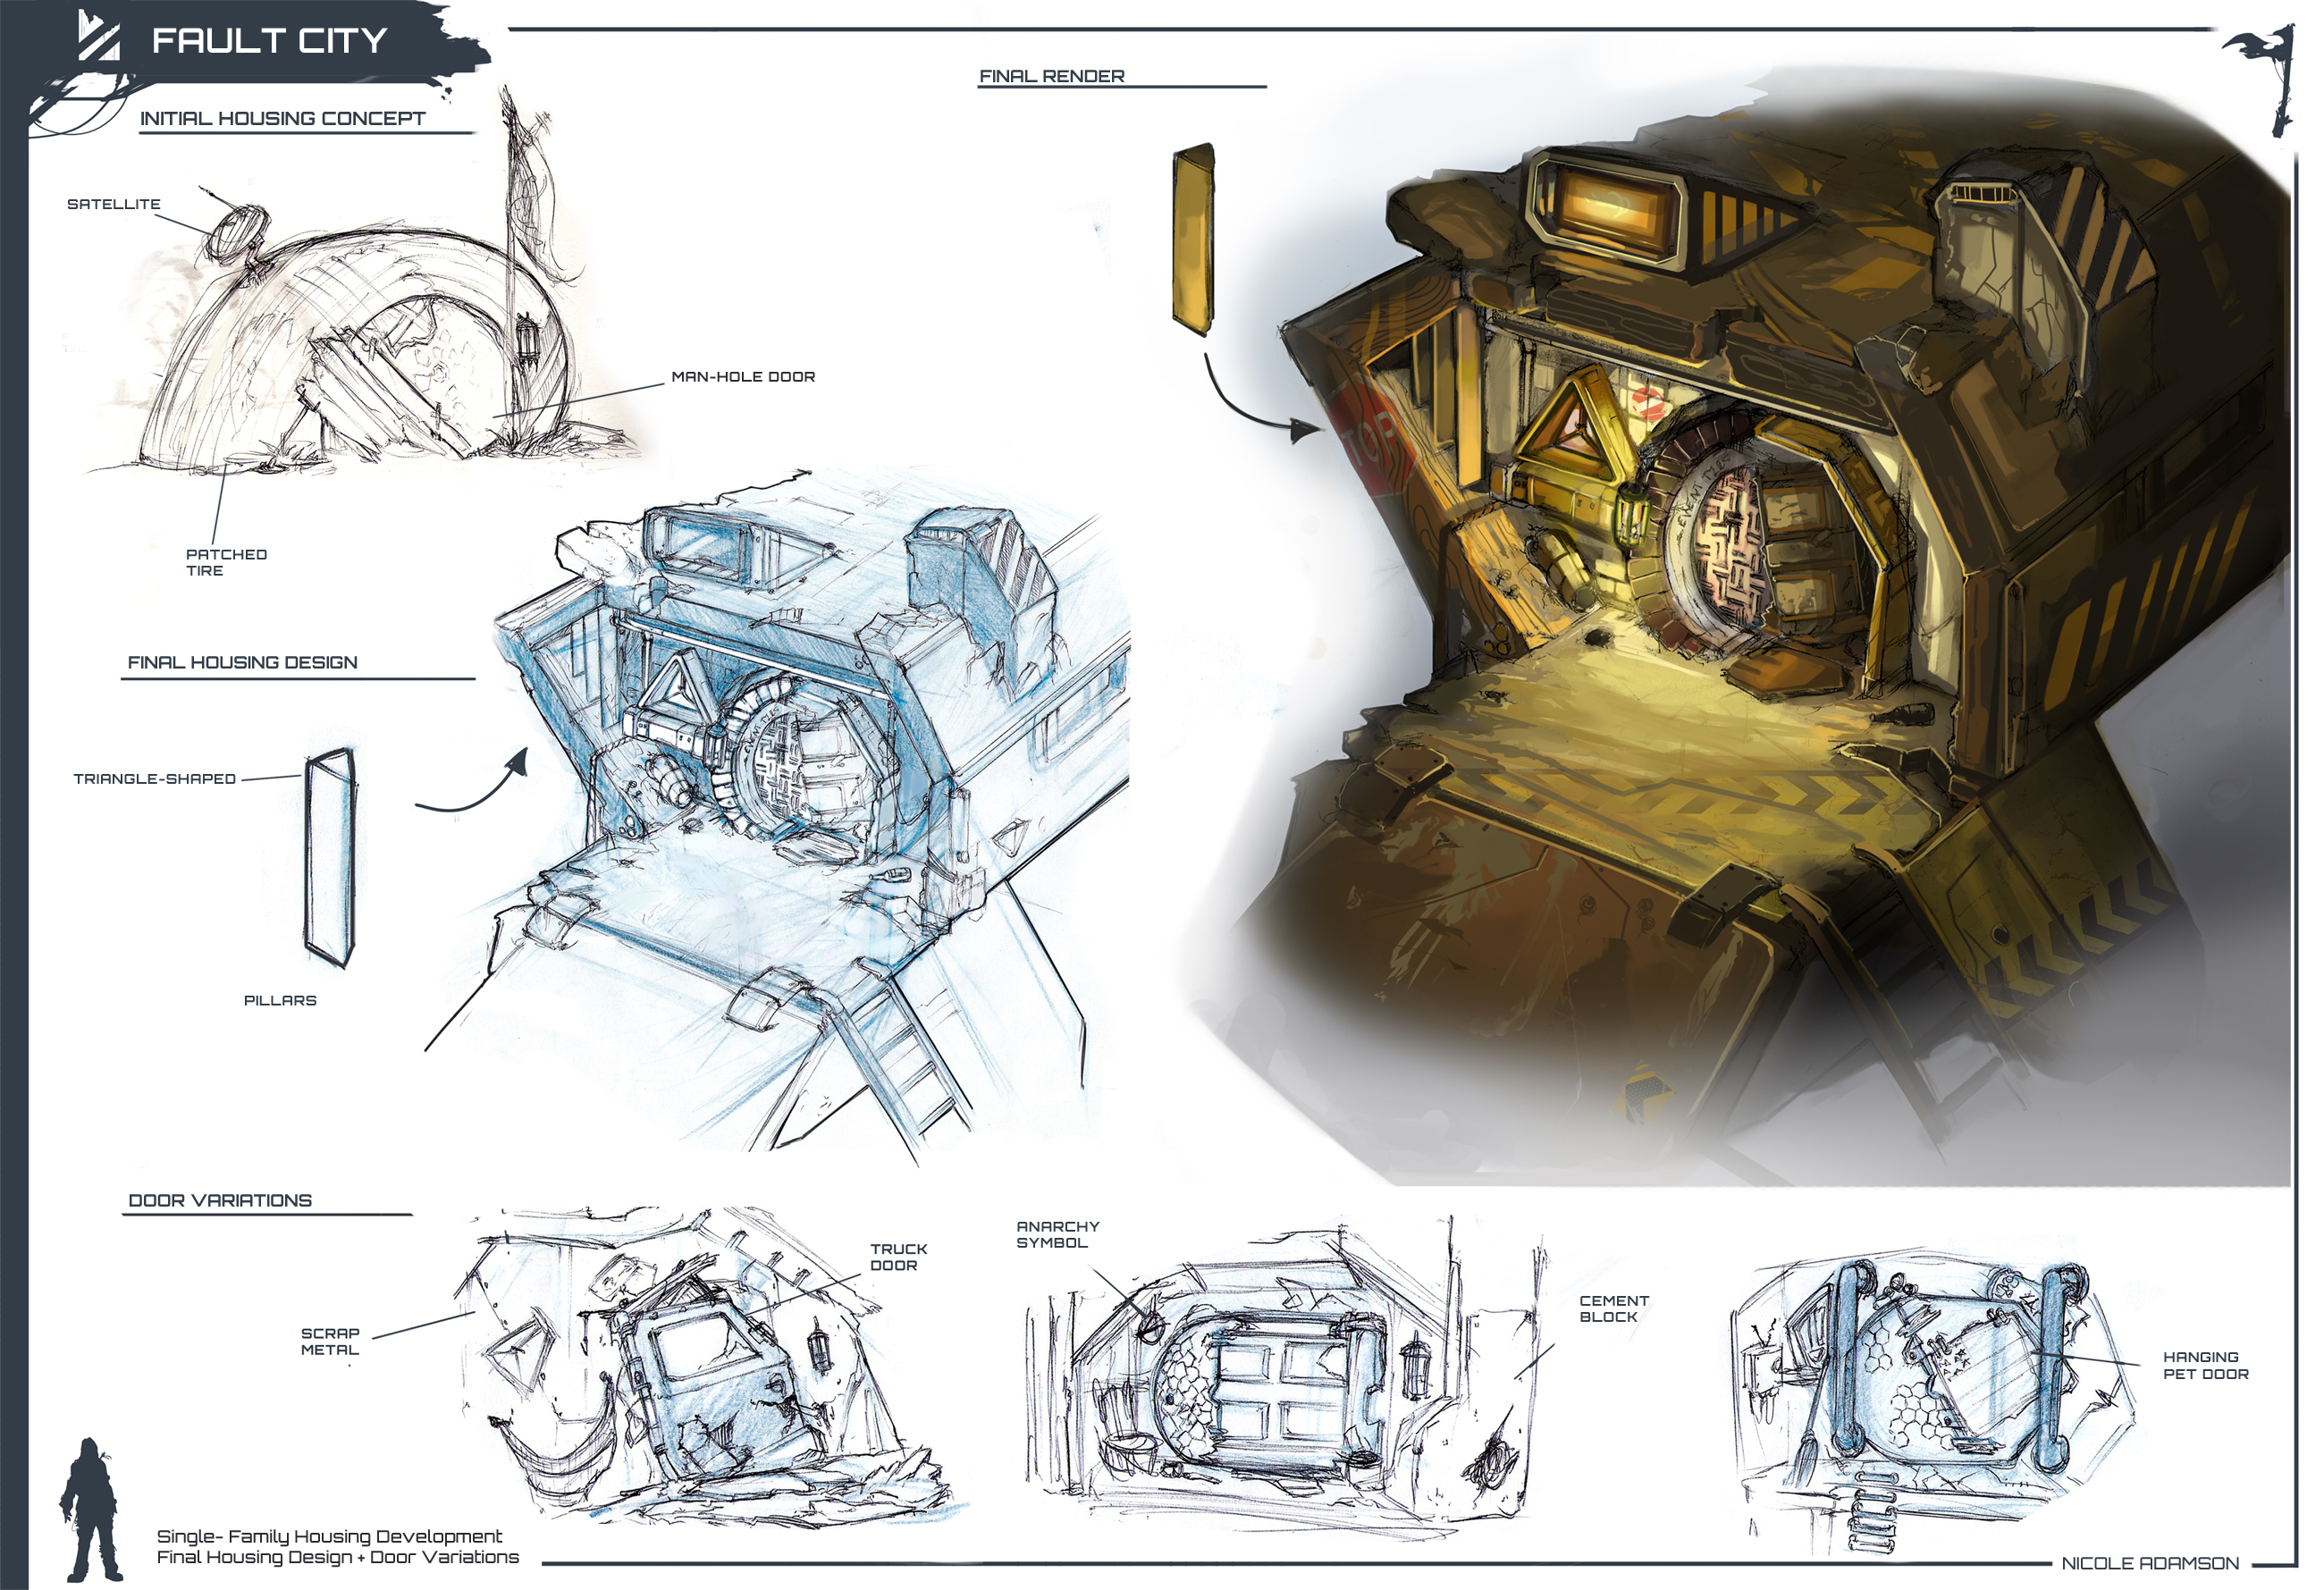 FAULT CITY
INITIAL HOUSING CONCEPT
SATELLITE
MAN-HOLE DOOR
PATCHED
TIRE
FINAL HOUSING DESIGN
TRIANGLE-SHAPED
PILLARS
FINAL RENDER
TOP
DOOR VARIATIONS
SCRAP
METAL
TRUCK
DOOR
ANARCHY
SYMBOL
CEMENT
BLOCK
HANGING
PET DOOR
Single- Family Housing Development
Final Housing Design + Door Variations
NICOLE ADAMSON